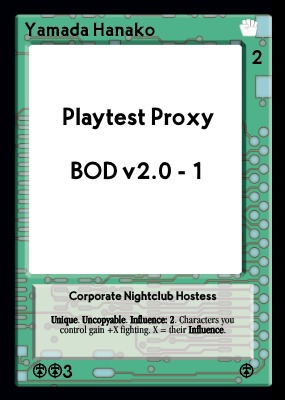 Yamada Hanako
2
Playtest Proxy
BOD v2.0 - 1
Corporate Nightclub Hostess
Unique. Uncopyable. Influence: 2. Characters you
control gain +X fighting. X = their Influence.
3